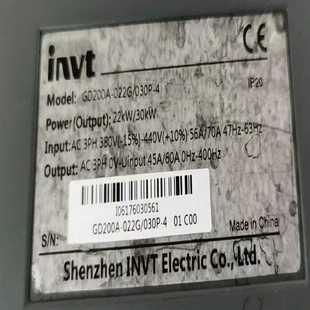 invt
CE
Model: GD200A-022G/030P-4
IP20
Power(Output): 22kW/30kW
Input: AC 3PH 380V(-15%)-440V(+10%) 56A/70A 47Hz-63Hz
Output: AC 3PH 0V-Uinput 45A/60A 0Hz-400Hz
I06176030561
S/N:
GD200A-022G/030P-4 01 C00
Made in China
Shenzhen INVT Electric Co., Ltd.